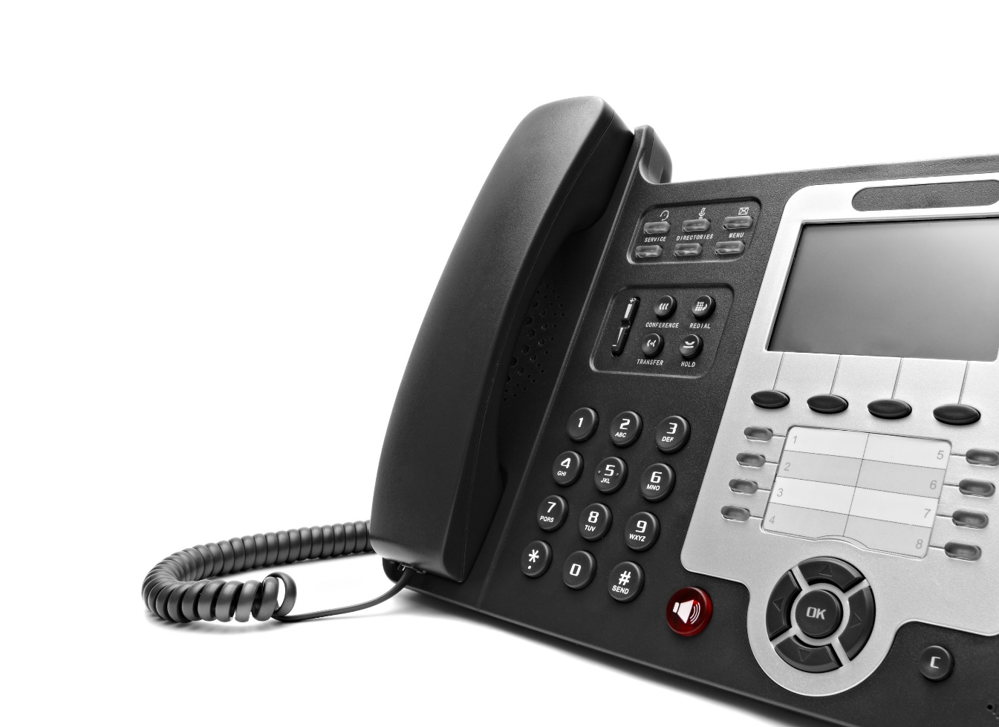 SERVICE DIRECTORIES MENU
CONFERENCE REDIAL
TRANSFER HOLD
1 2 3
ABC DEF
4 5 6
GHI JKL MNO
7 8 9
PQRS TUV WXYZ
* 0 #
SEND
1 5
2 6
3 7
4 8
OK
C